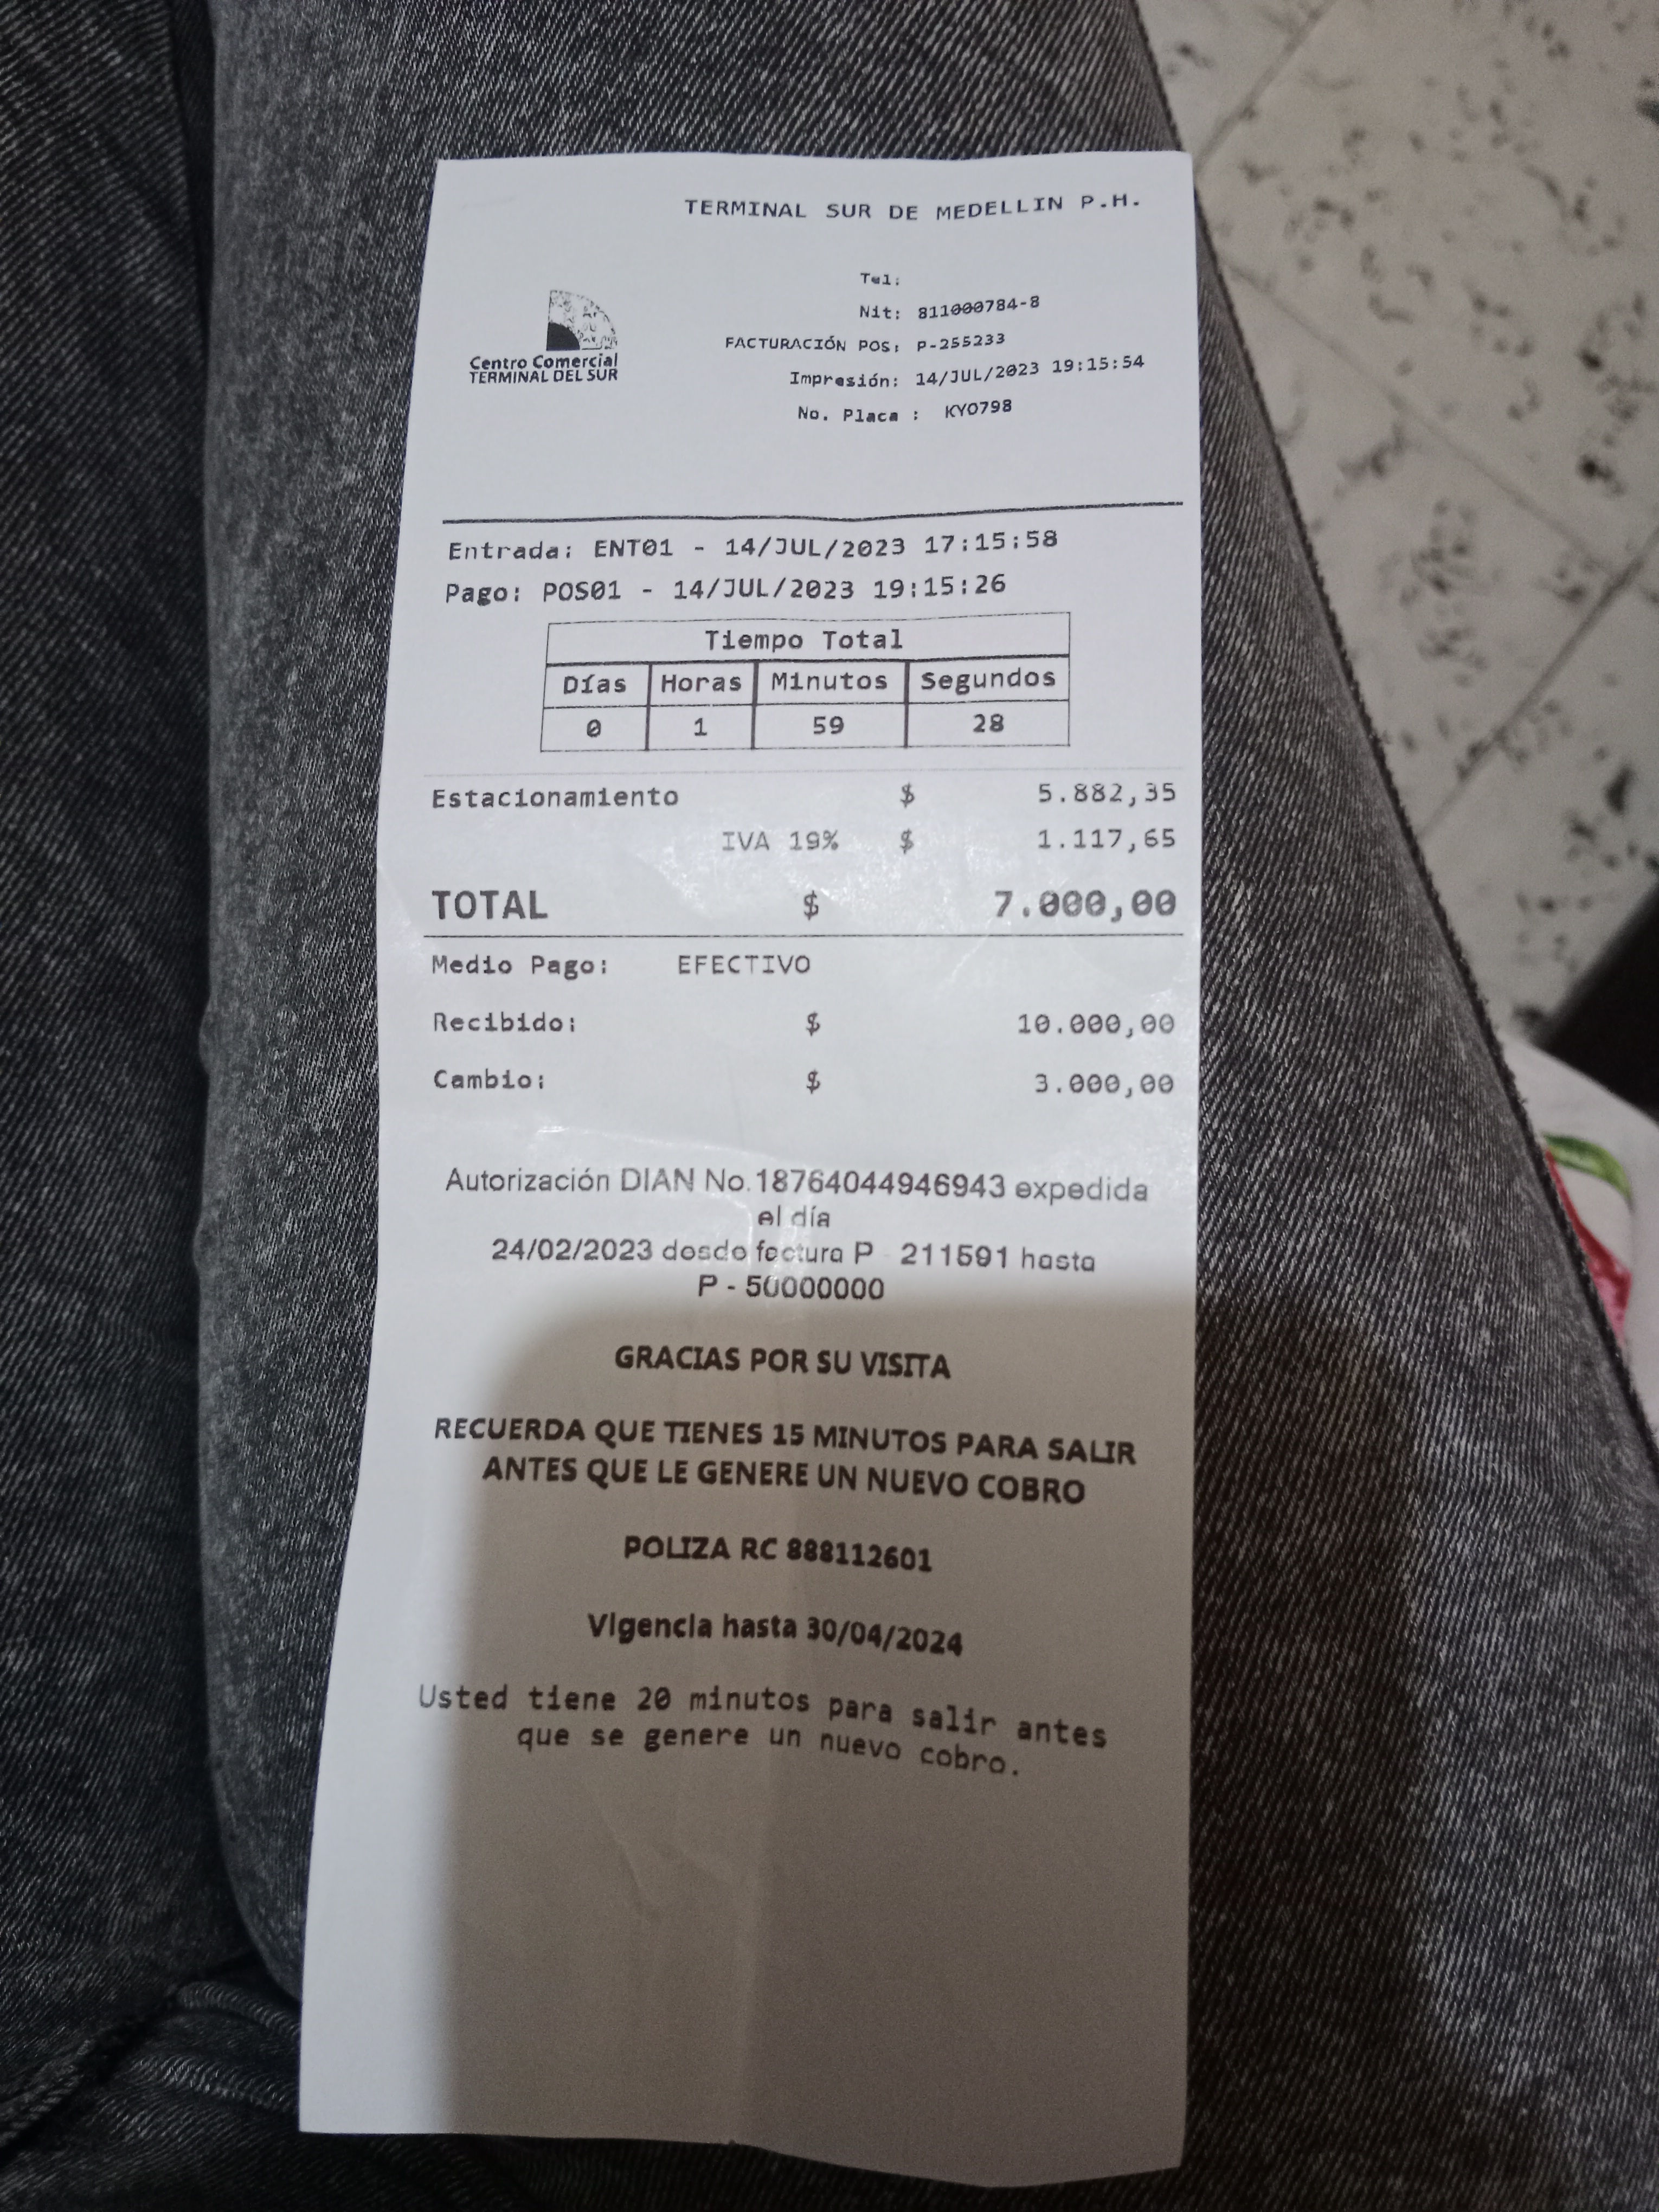 TERMINAL SUR DE MEDELLIN P.H.
Centro Comercial
TERMINAL DEL SUR
Tel:
Nit: 811000784-8
FACTURACIÓN POS: P-255233
Impresión: 14/JUL/2023 19:15:54
No. Placa : KYO798
Entrada: ENT01 - 14/JUL/2023 17:15:58
Pago: POS01 - 14/JUL/2023 19:15:26
Tiempo Total
Días Horas Minutos Segundos
0 1 59 28
Estacionamiento $ 5.882,35
IVA 19% $ 1.117,65
TOTAL $ 7.000,00
Medio Pago: EFECTIVO
Recibido: $ 10.000,00
Cambio: $ 3.000,00
Autorización DIAN No.18764044946943 expedida
el día
24/02/2023 desde factura P - 211591 hasta
P - 50000000
GRACIAS POR SU VISITA
RECUERDA QUE TIENES 15 MINUTOS PARA SALIR
ANTES QUE LE GENERE UN NUEVO COBRO
POLIZA RC 888112601
Vigencia hasta 30/04/2024
Usted tiene 20 minutos para salir antes
que se genere un nuevo cobro.